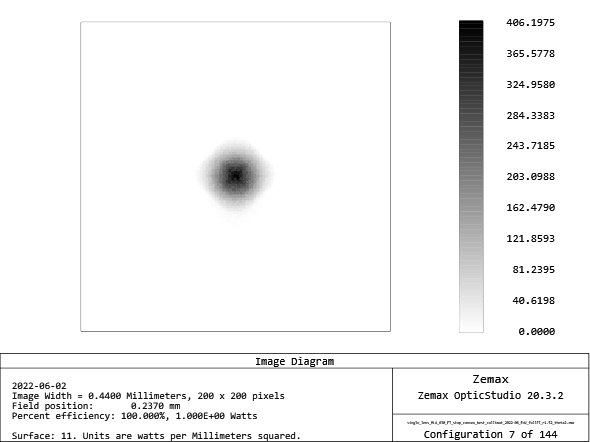 406.1975
365.5778
324.9580
284.3383
243.7185
203.0988
162.4790
121.8593
81.2395
40.6198
0.0000
Image Diagram
2022-06-02
Image Width = 0.4400 Millimeters, 200 x 200 pixels
Field position: 0.2370 mm
Percent efficiency: 100.000%, 1.000E+00 Watts
Surface: 11. Units are watts per Millimeters squared.
Zemax
Zemax OpticStudio 20.3.2
Configuration 7 of 144